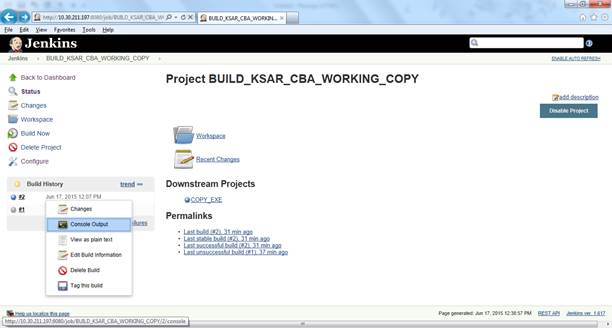 http://10.30.211.197:8080/job/BUILD_KSAR_CBA_WORKING_COPY/
BUILD_KSAR_CBA_WORKIN...
File Edit View Favorites Tools Help
Jenkins
Jenkins BUILD_KSAR_CBA_WORKING_COPY
ENABLE AUTO REFRESH
Back to Dashboard
Status
Changes
Workspace
Build Now
Delete Project
Configure
Project BUILD_KSAR_CBA_WORKING_COPY
add description
Disable Project
Workspace
Recent Changes
Build History trend
#2 Jun 17, 2015 12:07 PM
#1
ilures
Changes
Console Output
View as plain text
Edit Build Information
Delete Build
Tag this build
Downstream Projects
COPY_EXE
Permalinks
Last build (#2), 31 min ago
Last stable build (#2), 31 min ago
Last successful build (#2), 31 min ago
Last unsuccessful build (#1), 37 min ago
Help us localize this page
Page generated: Jun 17, 2015 12:38:57 PM REST API Jenkins ver. 1.617
http://10.30.211.197:8080/job/BUILD_KSAR_CBA_WORKING_COPY/2/console